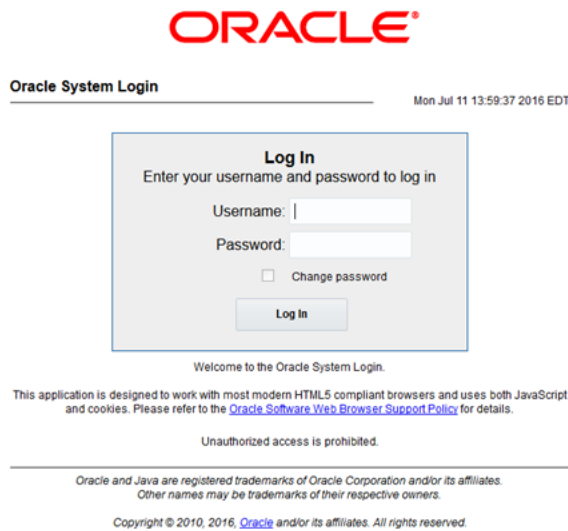 ORACLE®
Oracle System Login
Mon Jul 11 13:59:37 2016 EDT
Log In
Enter your username and password to log in
Username:
Password:
Change password
Log In
Welcome to the Oracle System Login.
This application is designed to work with most modern HTML5 compliant browsers and uses both JavaScript
and cookies. Please refer to the Oracle Software Web Browser Support Policy for details.
Unauthorized access is prohibited.
Oracle and Java are registered trademarks of Oracle Corporation and/or its affiliates.
Other names may be trademarks of their respective owners.
Copyright © 2010, 2016, Oracle and/or its affiliates. All rights reserved.